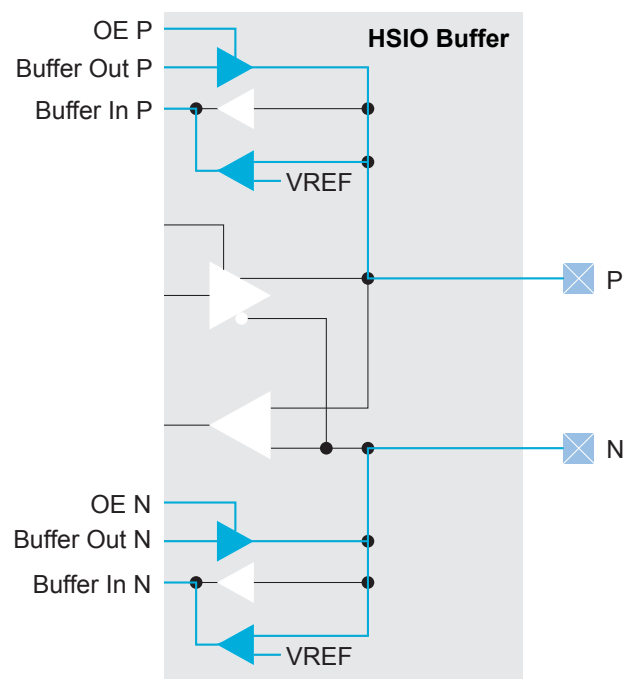 OE P
HSIO Buffer
Buffer Out P
Buffer In P
VREF
P
N
OE N
Buffer Out N
Buffer In N
VREF